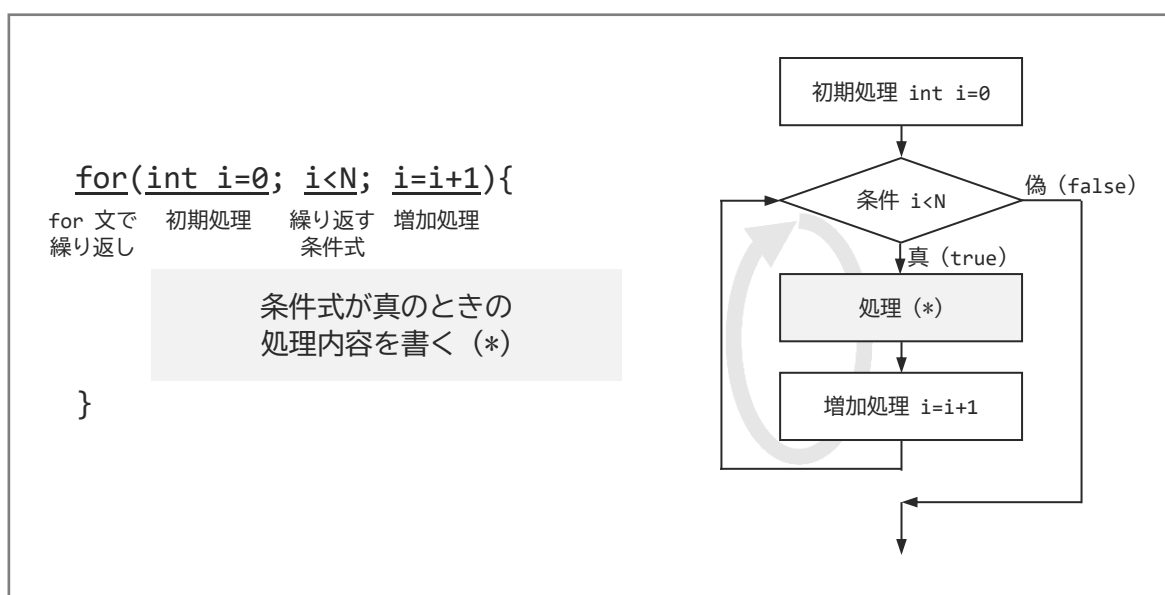 for(int i=0; i<N; i=i+1){
for 文で
繰り返し
初期処理
繰り返す
条件式
増加処理
条件式が真のときの
処理内容を書く（*）
}
初期処理 int i=0
条件 i<N
偽（false）
真（true）
処理（*）
増加処理 i=i+1